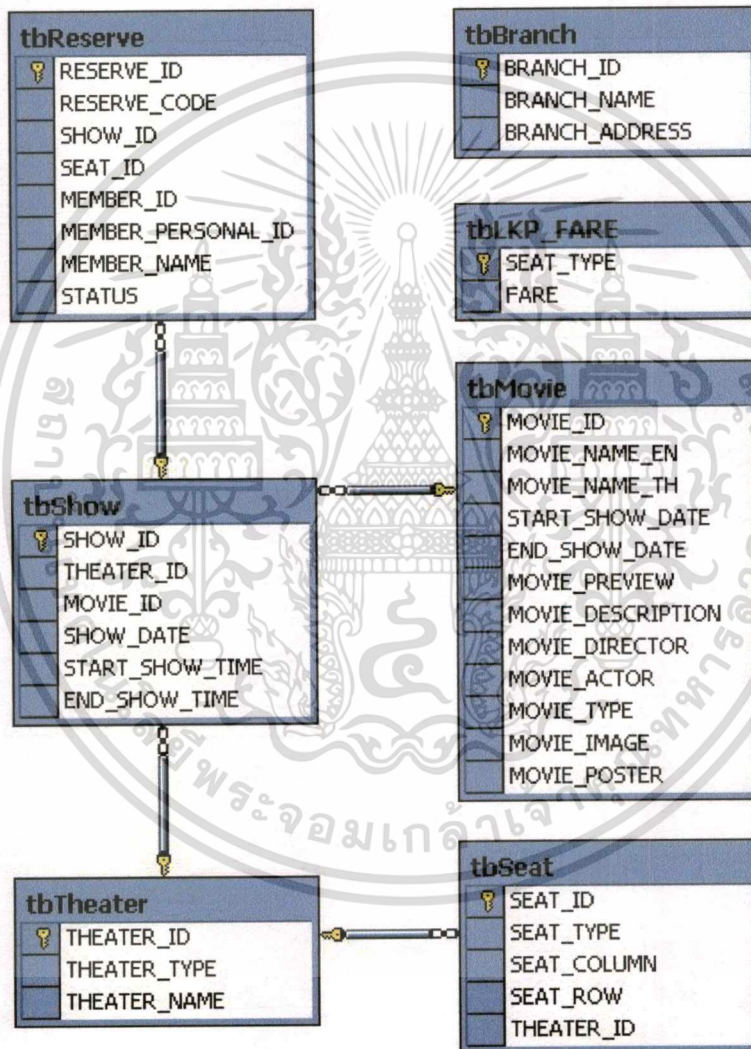 tbReserve
RESERVE_ID
RESERVE_CODE
SHOW_ID
SEAT_ID
MEMBER_ID
MEMBER_PERSONAL_ID
MEMBER_NAME
STATUS
tbBranch
BRANCH_ID
BRANCH_NAME
BRANCH_ADDRESS
tbLKP_FARE
SEAT_TYPE
FARE
tbMovie
MOVIE_ID
MOVIE_NAME_EN
MOVIE_NAME_TH
START_SHOW_DATE
END_SHOW_DATE
MOVIE_PREVIEW
MOVIE_DESCRIPTION
MOVIE_DIRECTOR
MOVIE_ACTOR
MOVIE_TYPE
MOVIE_IMAGE
MOVIE_POSTER
tbShow
SHOW_ID
THEATER_ID
MOVIE_ID
SHOW_DATE
START_SHOW_TIME
END_SHOW_TIME
tbTheater
THEATER_ID
THEATER_TYPE
THEATER_NAME
tbSeat
SEAT_ID
SEAT_TYPE
SEAT_COLUMN
SEAT_ROW
THEATER_ID